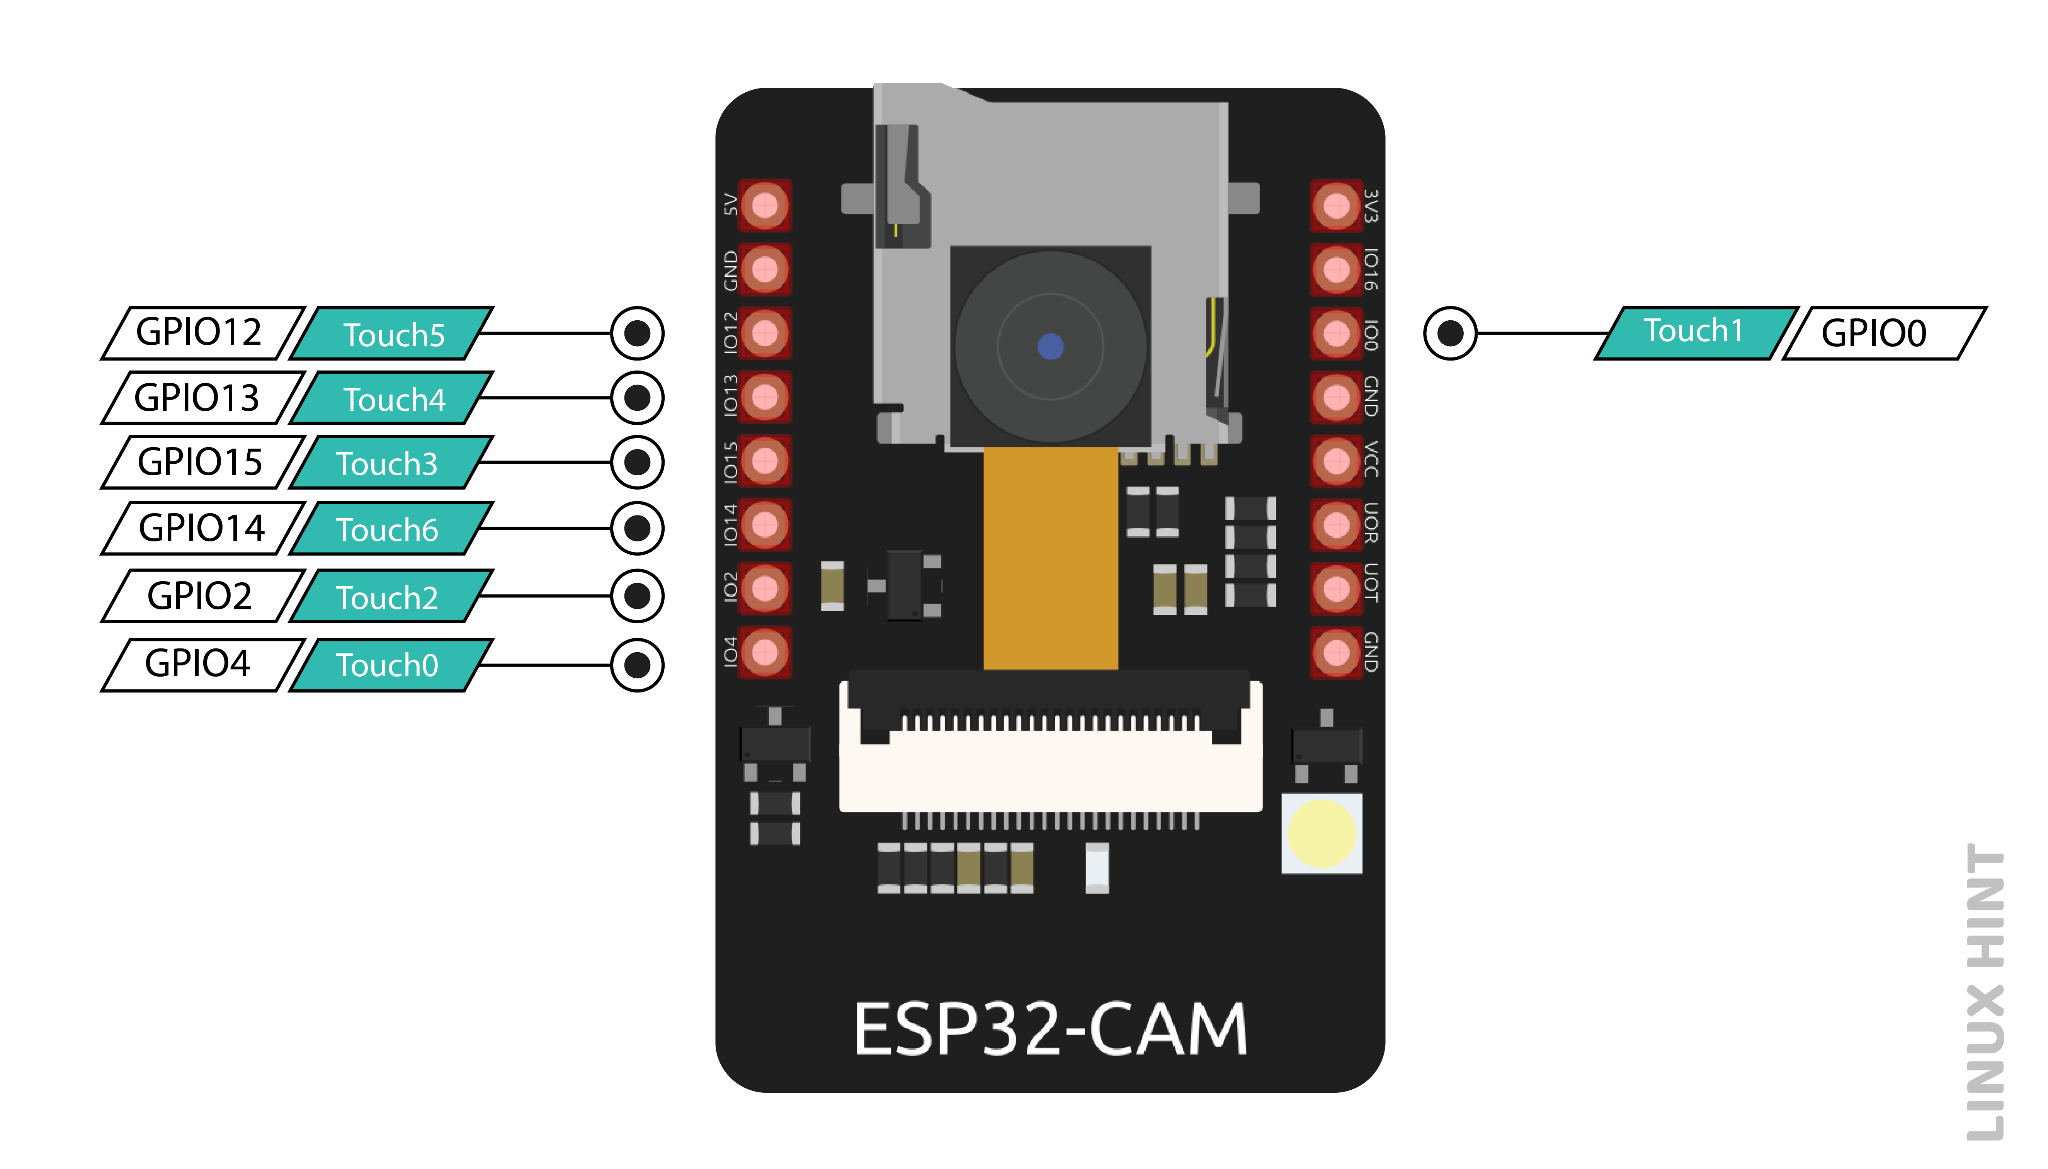 GPIO12 Touch5
GPIO13 Touch4
GPIO15 Touch3
GPIO14 Touch6
GPIO2 Touch2
GPIO4 Touch0
5V
GND
IO12
IO13
IO15
IO14
IO2
IO4
3V3
IO16
IO0
GND
VCC
UOR
UOT
GND
Touch1 GPIO0
ESP32-CAM
LINUX HINT